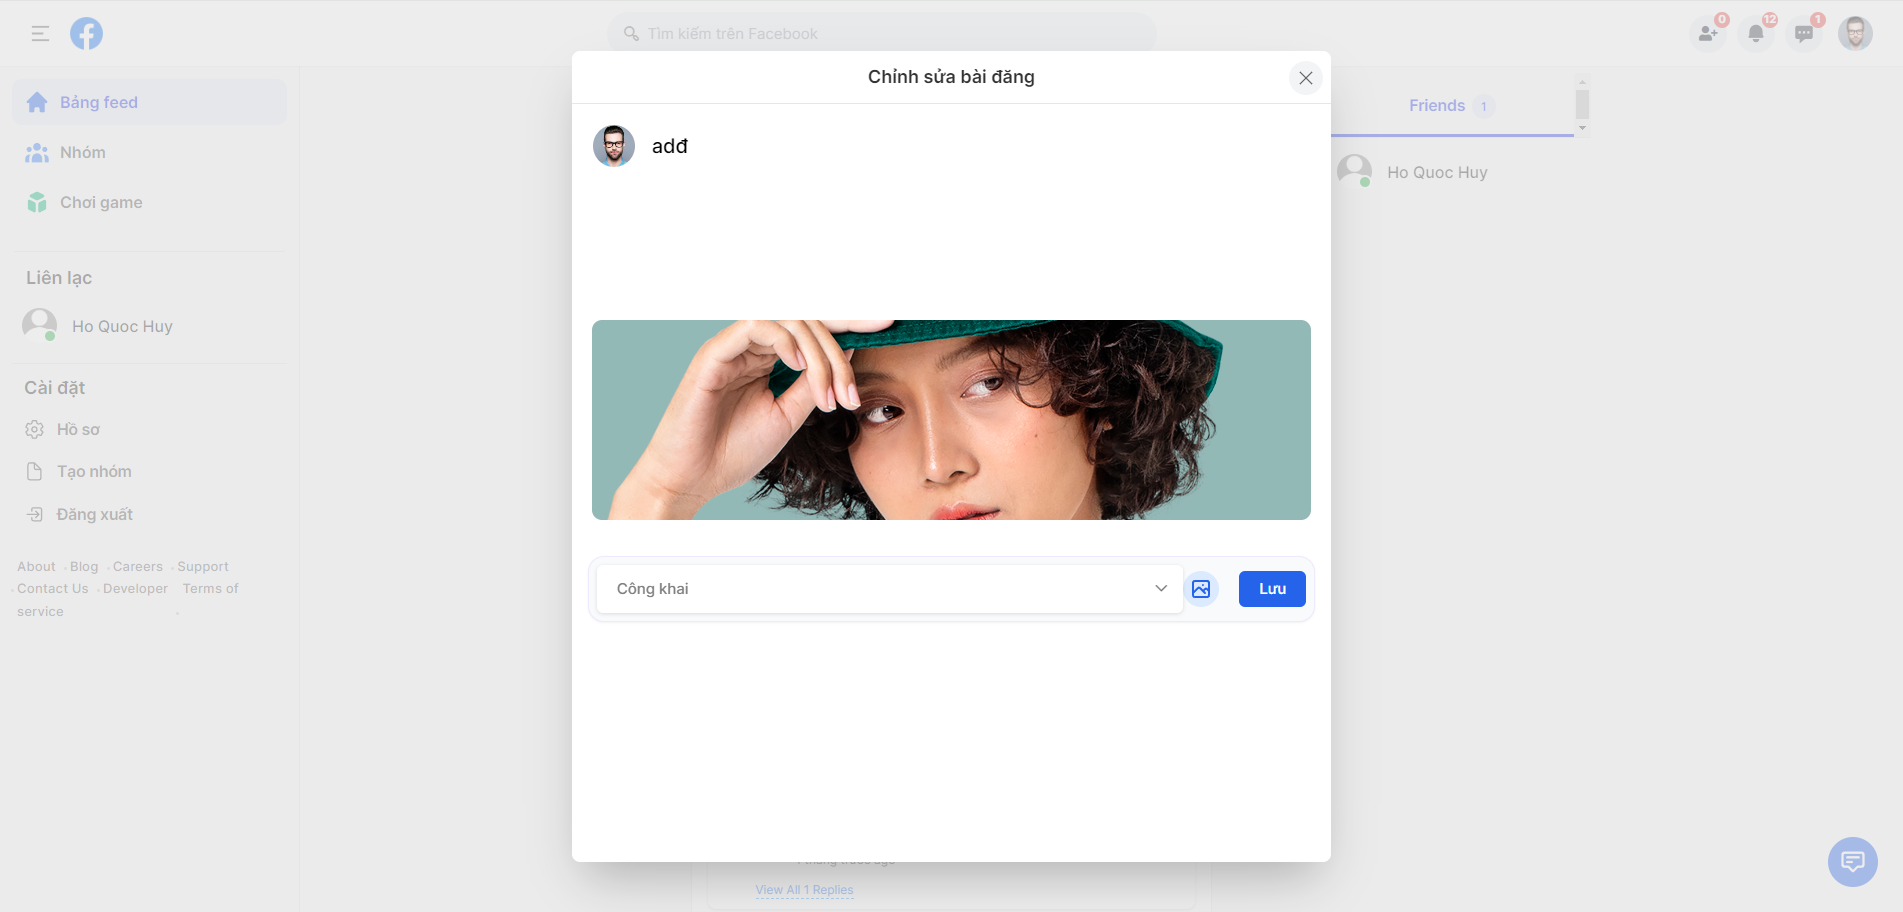 Tìm kiếm trên Facebook
0
12
1
Bảng feed
Nhóm
Chơi game
Liên lạc
Ho Quoc Huy
Cài đặt
Hồ sơ
Tạo nhóm
Đăng xuất
About · Blog · Careers · Support
· Contact Us · Developer Terms of
service ·
Chỉnh sửa bài đăng
adđ
Công khai
Lưu
View All 1 Replies
Friends 1
Ho Quoc Huy